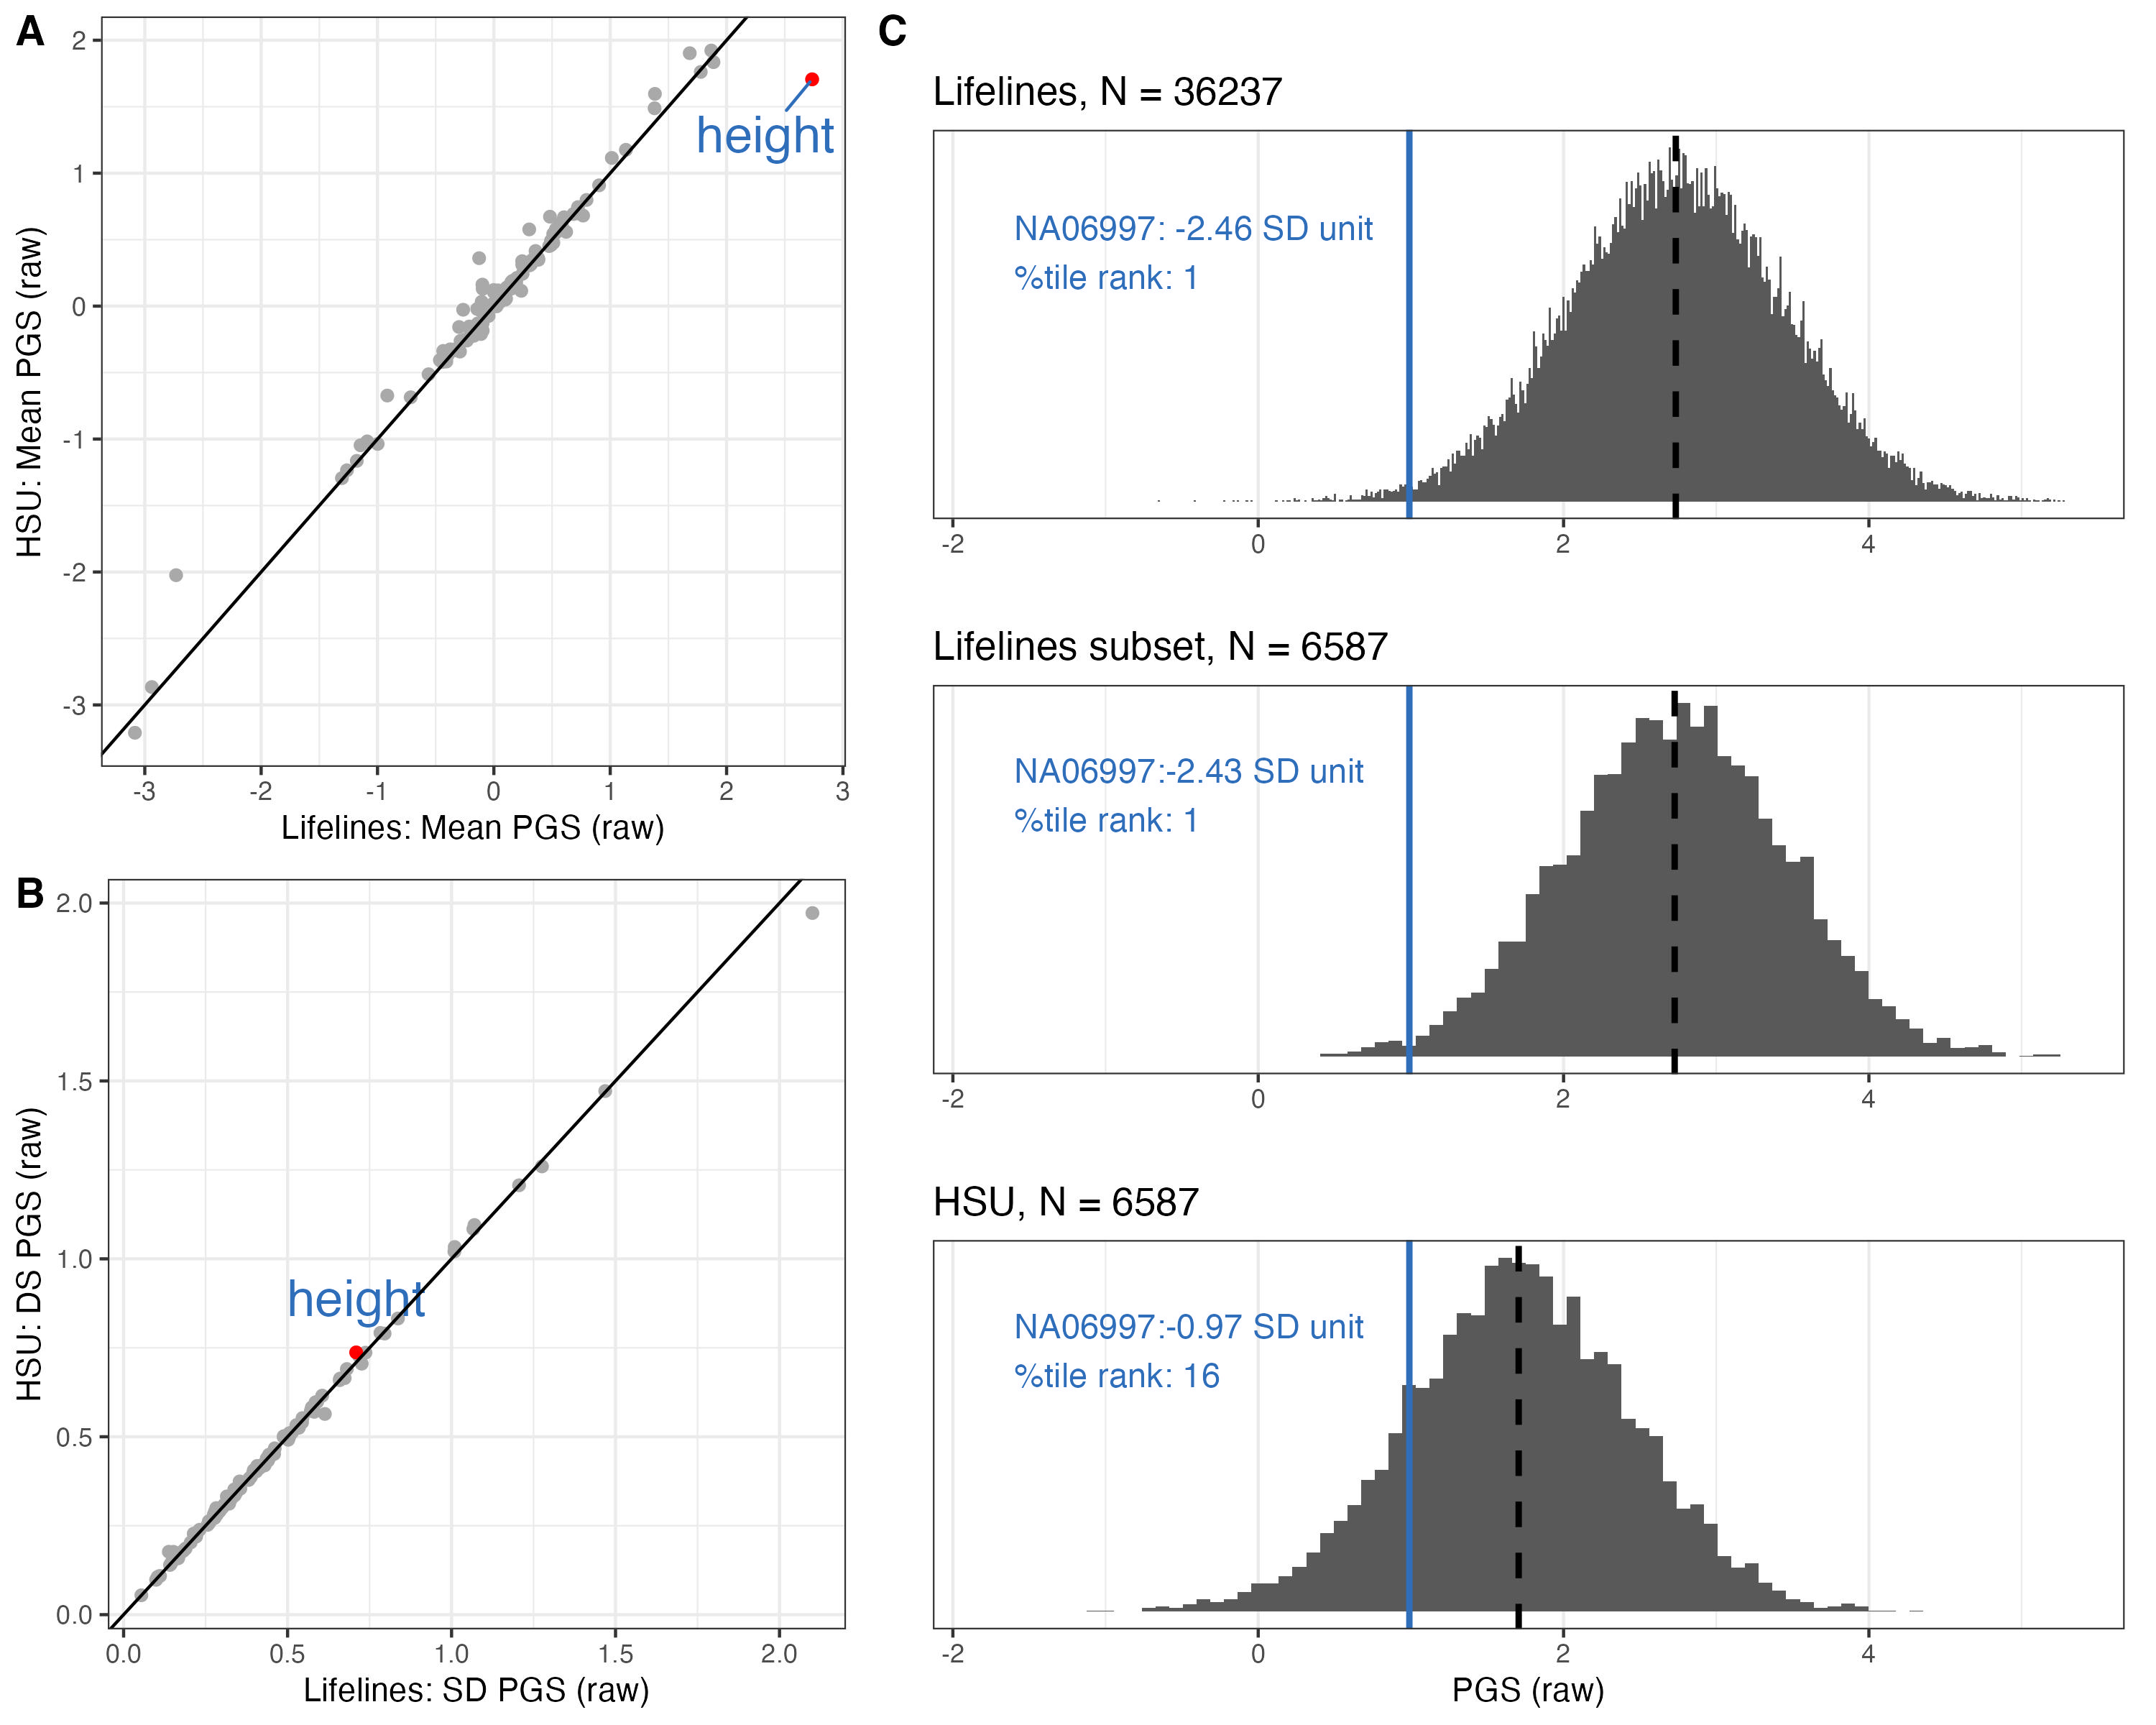 A
2
1
0
-1
-2
-3
HSU: Mean PGS (raw)
height
-3 -2 -1 0 1 2 3
Lifelines: Mean PGS (raw)
B
2.0
1.5
1.0
0.5
0.0
HSU: DS PGS (raw)
height
0.0 0.5 1.0 1.5 2.0
Lifelines: SD PGS (raw)
C
Lifelines, N = 36237
NA06997: -2.46 SD unit
%tile rank: 1
-2 0 2 4
Lifelines subset, N = 6587
NA06997:-2.43 SD unit
%tile rank: 1
-2 0 2 4
HSU, N = 6587
NA06997:-0.97 SD unit
%tile rank: 16
-2 0 2 4
PGS (raw)